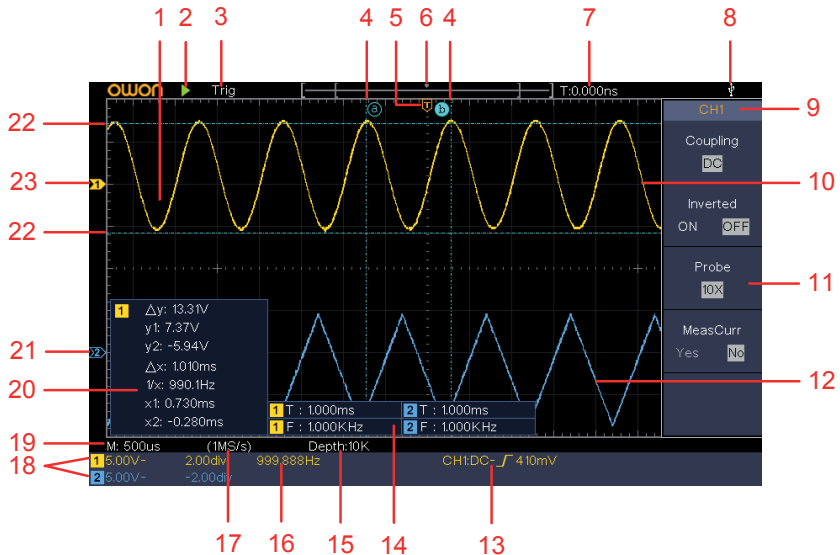 1 2 3 4 5 6 4 7 8
owon Trig T T:0.000ns
a b
22
23
22
21
20
19
18
9
10
11
12
1
2
CH1
Coupling
DC
Inverted
ON OFF
Probe
10X
MeasCurr
Yes No
1 △y: 13.31V
y1: 7.37V
y2: -5.94V
△x: 1.010ms
1/x: 990.1Hz
x1: 0.730ms
x2: -0.280ms
1 T : 1.000ms 2 T : 1.000ms
1 F : 1.000KHz 2 F : 1.000KHz
M: 500us (1MS/s) Depth:10K
1 5.00V~ 2.00div 999.888Hz CH1:DC- 410mV
2 5.00V~ -2.00div
17 16 15 14 13